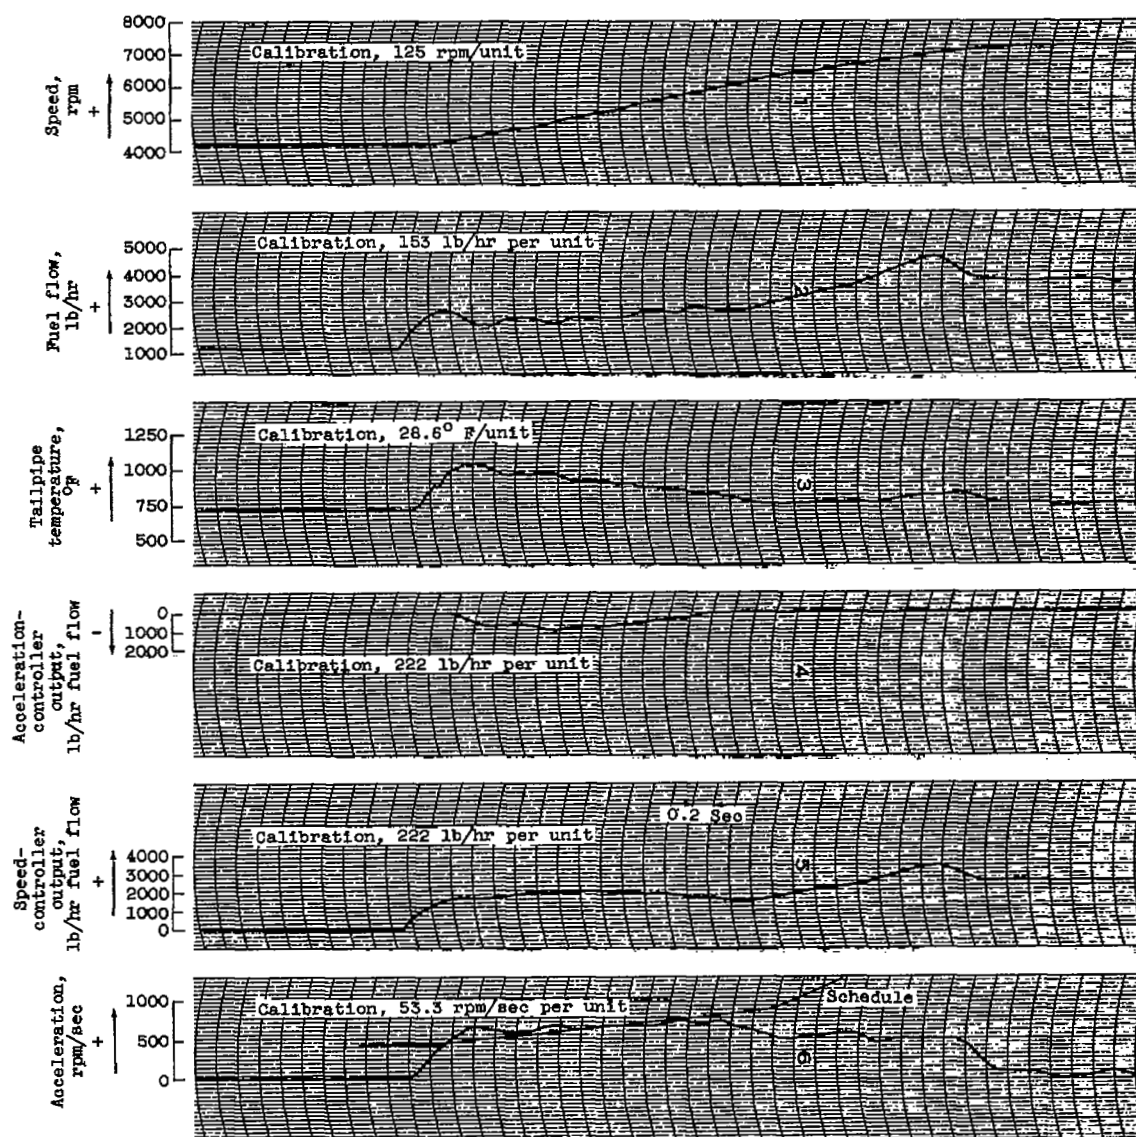 8000
7000
6000
5000
4000
Speed,
rpm
+
Calibration, 125 rpm/unit
1
5000
4000
3000
2000
1000
Fuel flow,
lb/hr
+
Calibration, 153 lb/hr per unit
2
1250
1000
750
500
Tailpipe
temperature,
°F
+
Calibration, 28.6° F/unit
3
0
1000
2000
Acceleration-
controller
output,
lb/hr fuel flow
-
Calibration, 222 lb/hr per unit
4
4000
3000
2000
1000
0
Speed-
controller
output,
lb/hr fuel flow
+
0.2 Sec
Calibration, 222 lb/hr per unit
5
1000
500
0
Acceleration,
rpm/sec
+
Calibration, 53.3 rpm/sec per unit
Schedule
6